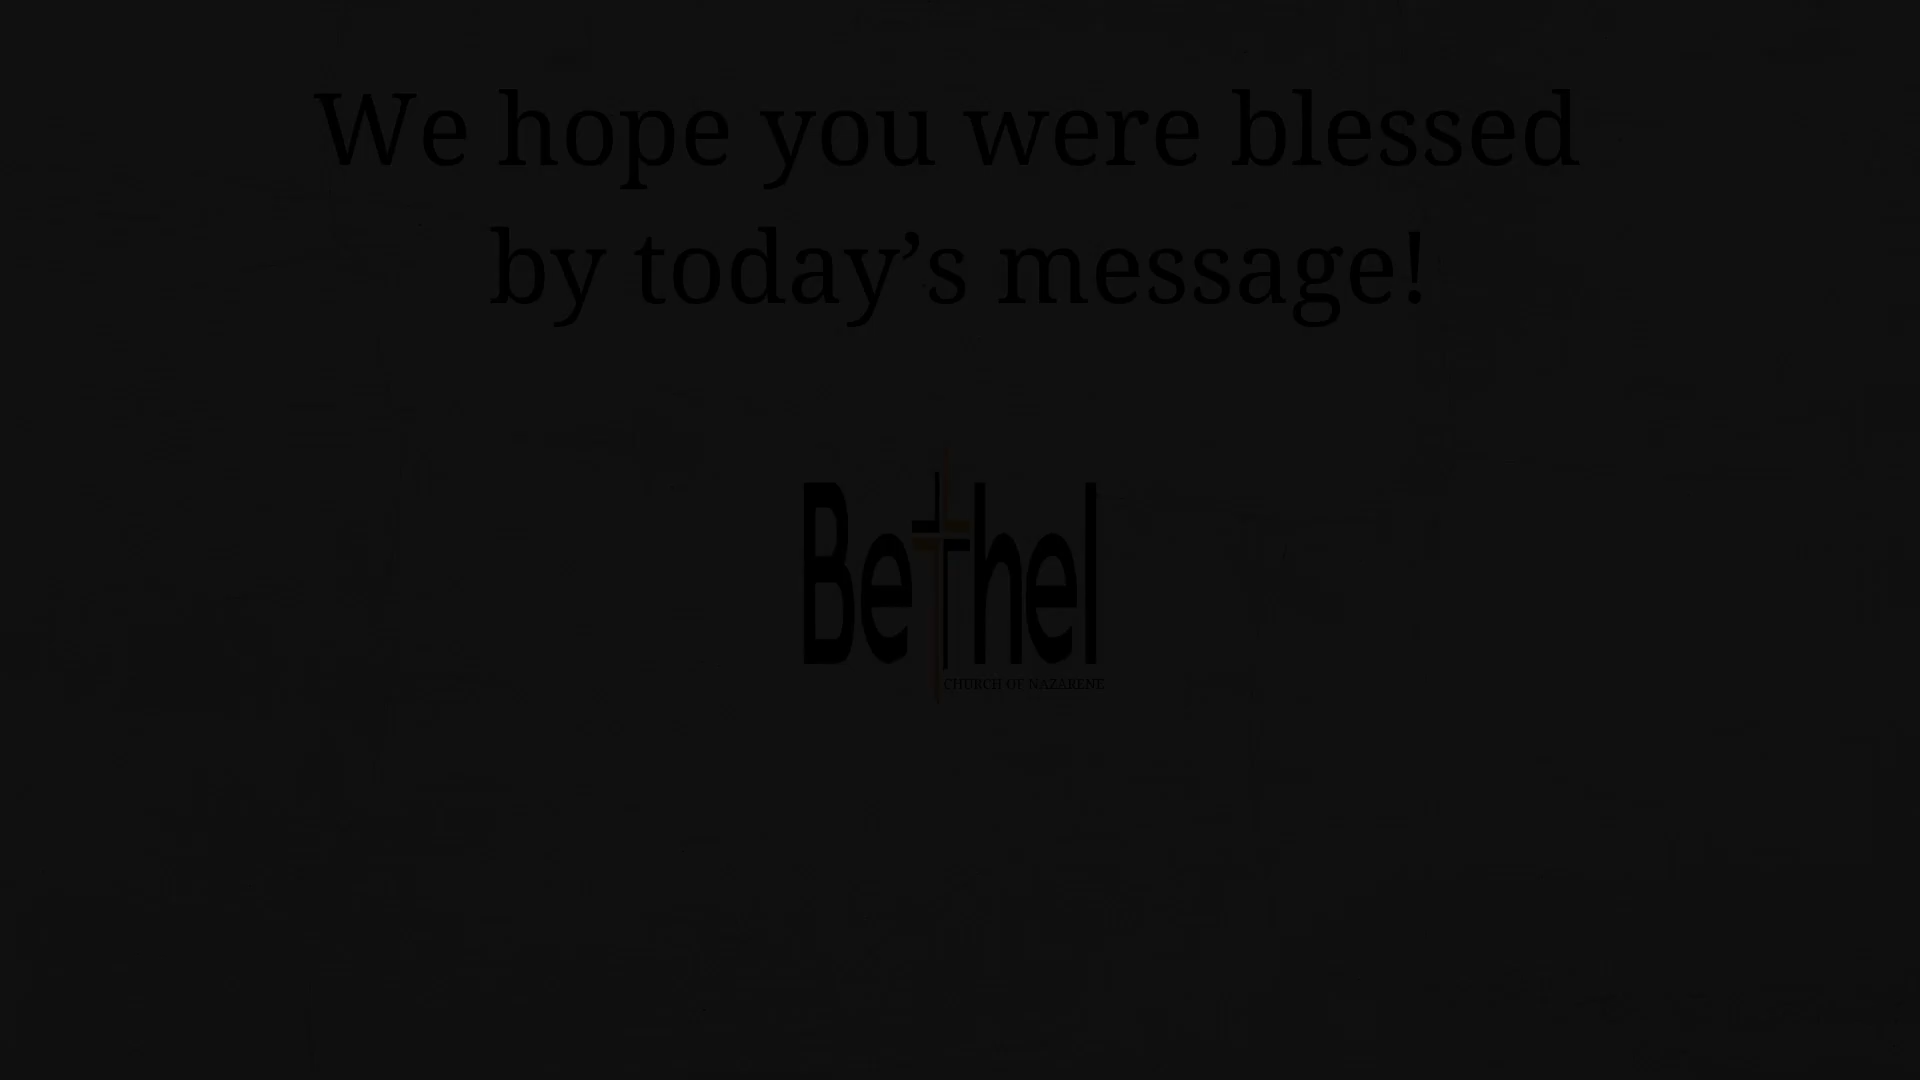 We hope you were blessed
by today’s message!
Bethel
CHURCH OF NAZARENE